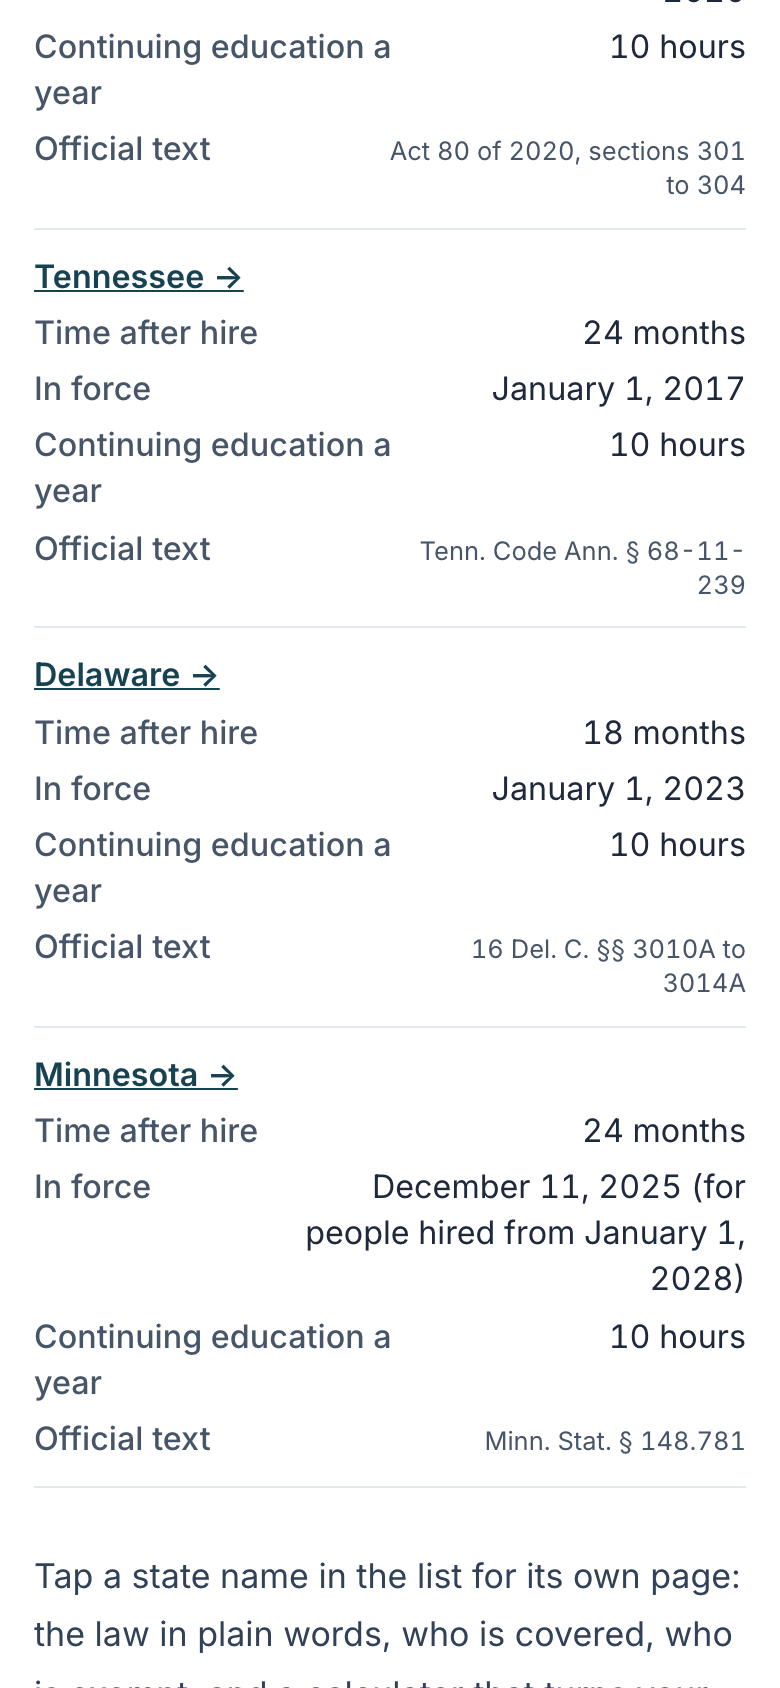 Continuing education a year 10 hours
Official text Act 80 of 2020, sections 301 to 304
Tennessee →
Time after hire 24 months
In force January 1, 2017
Continuing education a year 10 hours
Official text Tenn. Code Ann. § 68-11-239
Delaware →
Time after hire 18 months
In force January 1, 2023
Continuing education a year 10 hours
Official text 16 Del. C. §§ 3010A to 3014A
Minnesota →
Time after hire 24 months
In force December 11, 2025 (for people hired from January 1, 2028)
Continuing education a year 10 hours
Official text Minn. Stat. § 148.781
Tap a state name in the list for its own page:
the law in plain words, who is covered, who